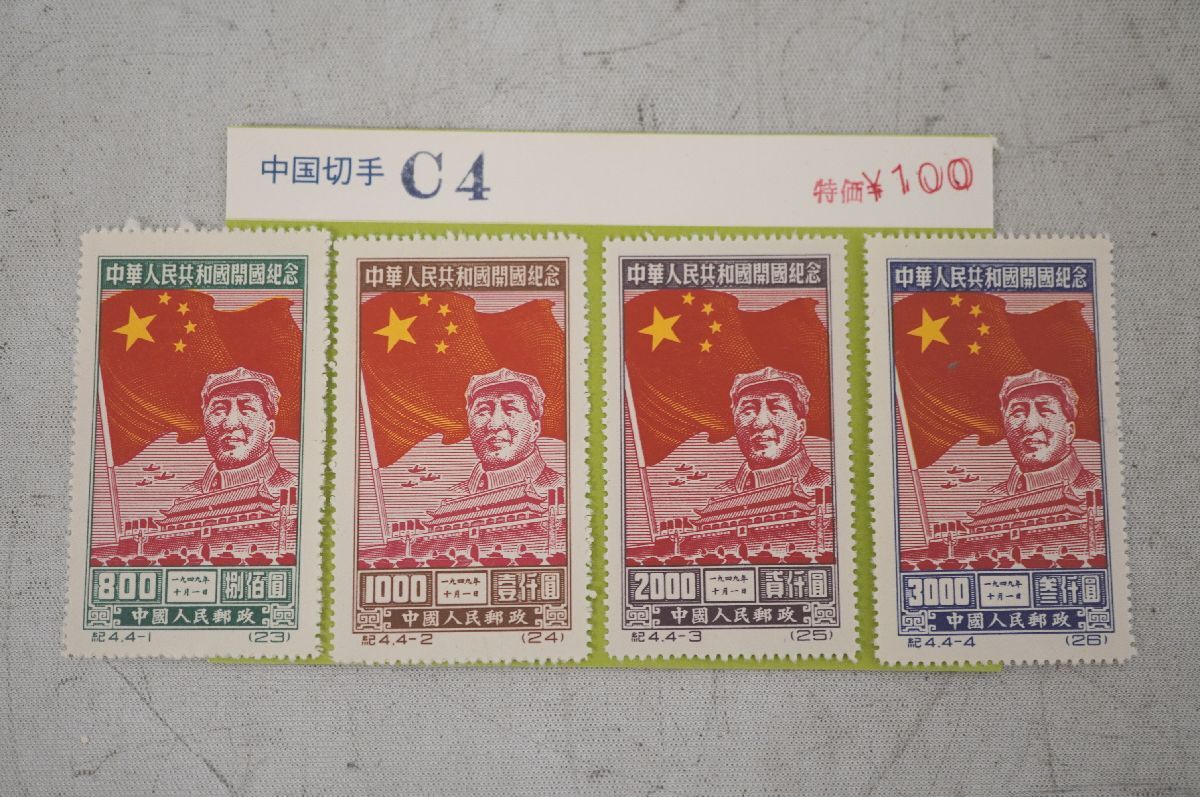 中国切手 C4 特価¥100
中華人民共和國開國紀念
800 一九四九年十月一日 捌佰圓
中國人民郵政
紀4.4-1 (23)
中華人民共和國開國紀念
1000 一九四九年十月一日 壹仟圓
中國人民郵政
紀4.4-2 (24)
中華人民共和國開國紀念
2000 一九四九年十月一日 貳仟圓
中國人民郵政
紀4.4-3 (25)
中華人民共和國開國紀念
3000 一九四九年十月一日 叁仟圓
中國人民郵政
紀4.4-4 (26)